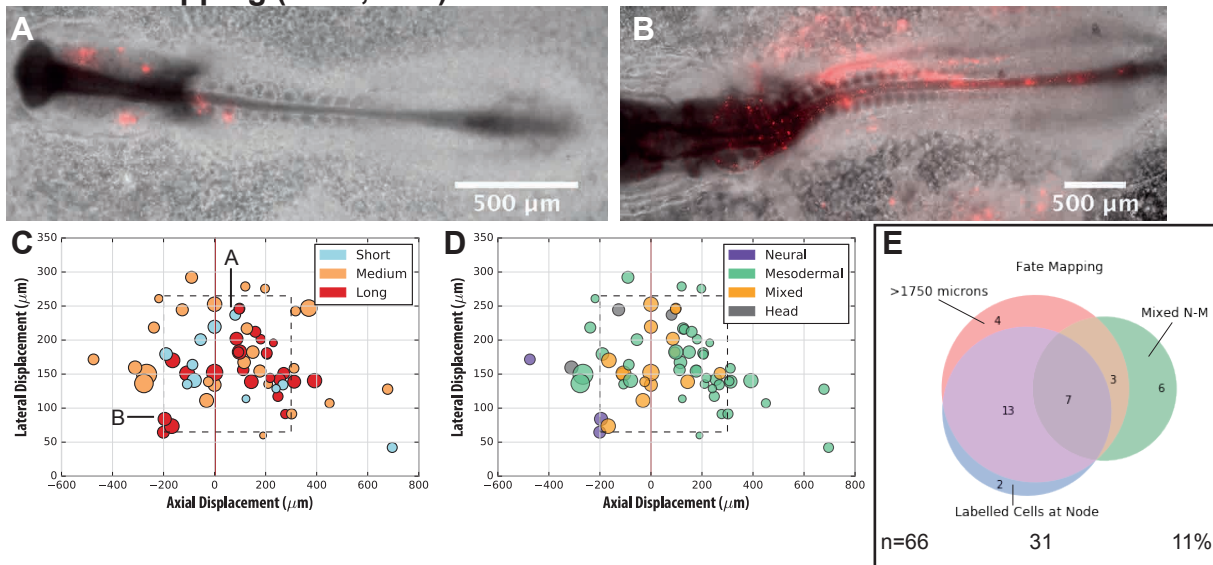 A
B
500 μm
500 μm
C
D
E
350
300
250
200
150
100
50
0
−600 −400 −200 0 200 400 600 800
Lateral Displacement (μm)
Axial Displacement (μm)
A
B
Short
Medium
Long
350
300
250
200
150
100
50
0
−600 −400 −200 0 200 400 600 800
Lateral Displacement (μm)
Axial Displacement (μm)
Neural
Mesodermal
Mixed
Head
Fate Mapping
>1750 microns
Mixed N-M
4
3
6
13
7
2
Labelled Cells at Node
n=66 31 11%